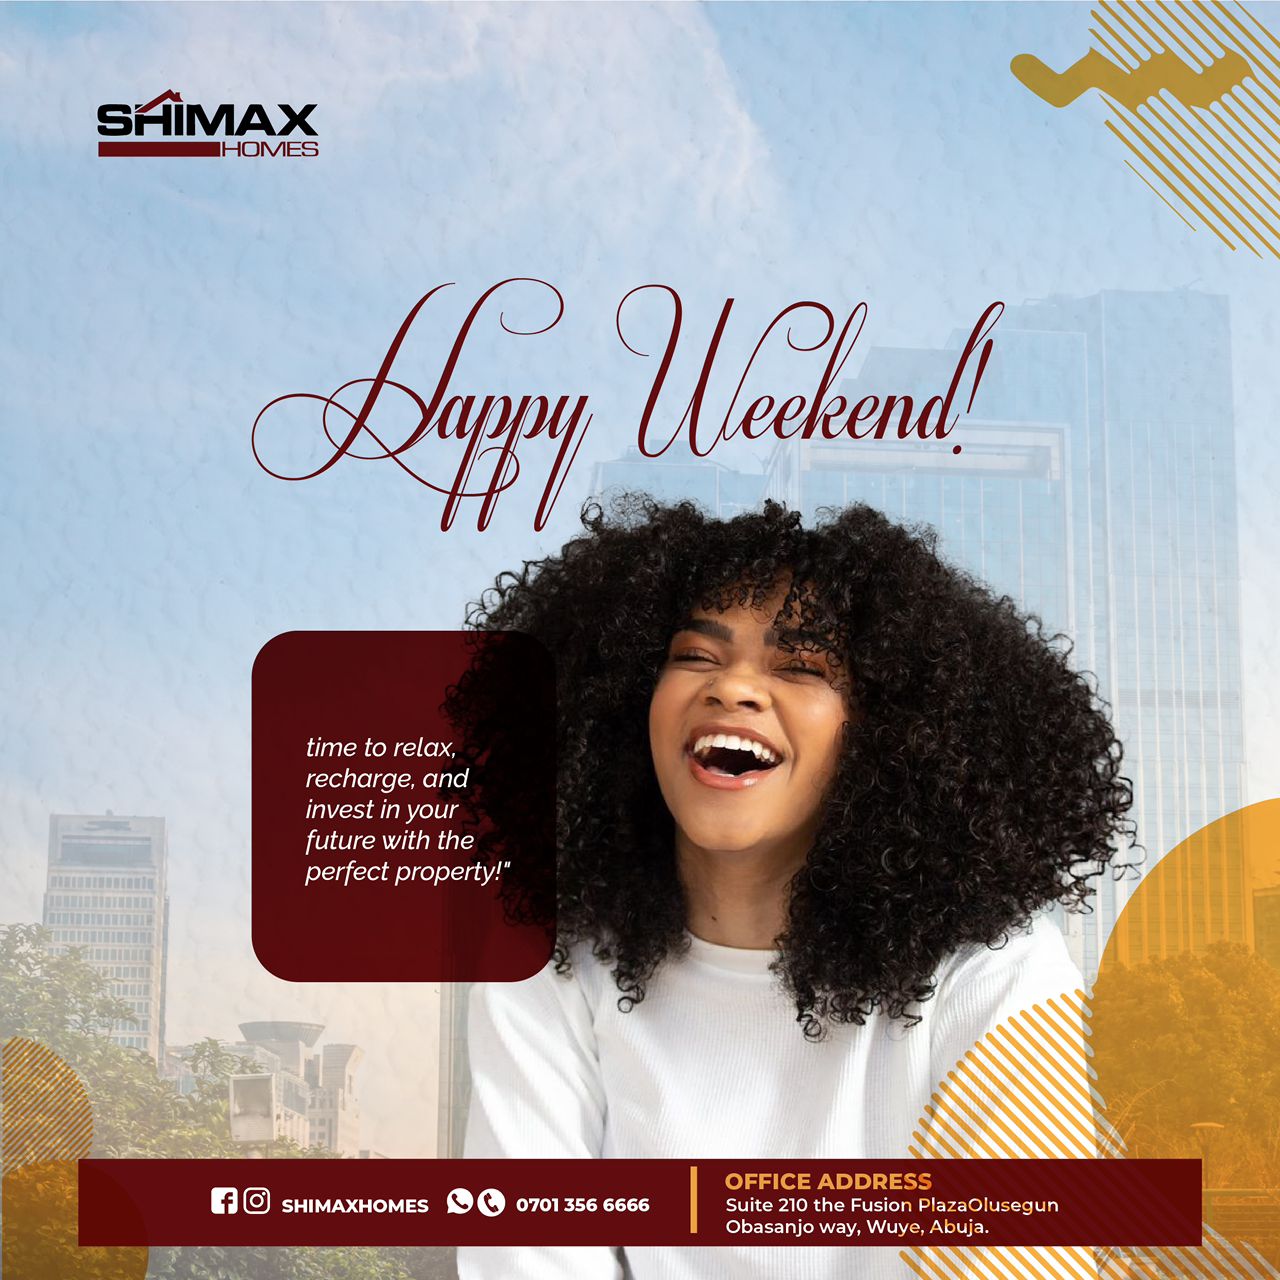 SHIMAX
HOMES
Happy Weekend!
time to relax,
recharge, and
invest in your
future with the
perfect property!"
SHIMAXHOMES
0701 356 6666
OFFICE ADDRESS
Suite 210 the Fusion PlazaOlusegun
Obasanjo way, Wuye, Abuja.